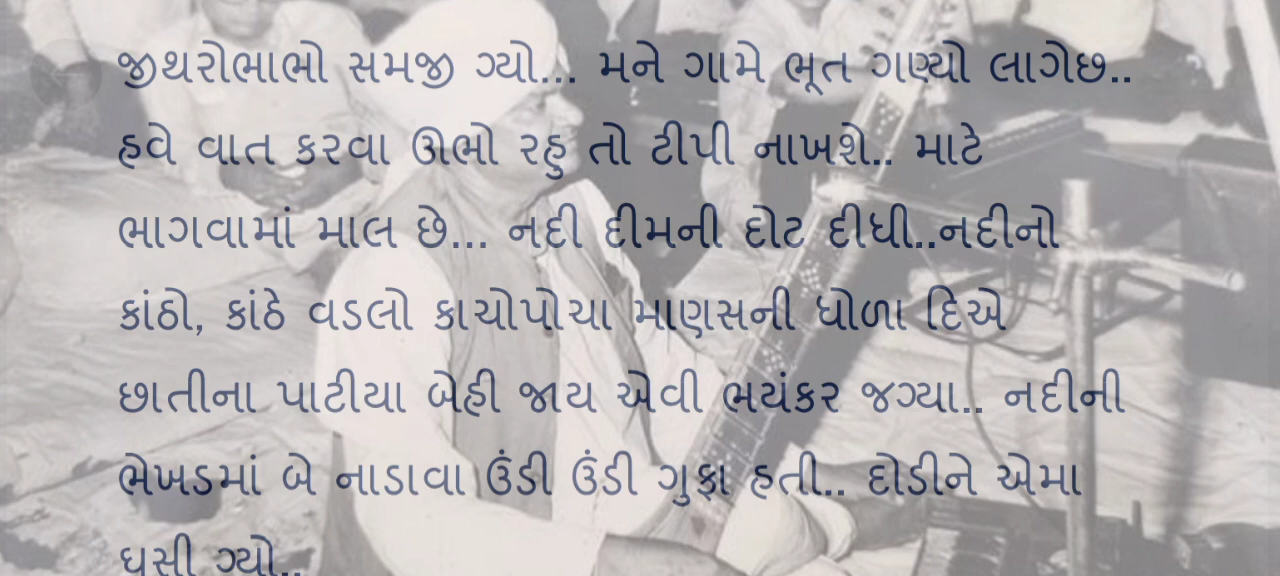 જીથરોભાભો સમજી ગ્યો... મને ગામે ભૂત ગણ્યો લાગેછ..
હવે વાત કરવા ઊભો રહુ તો ટીપી નાખશે.. માટે
ભાગવામાં માલ છે... નદી દીમની દોટ દીધી..નદીનો
કાંઠો, કાંઠે વડલો કાચોપોચા માણસની ધોળા દિએ
છાતીના પાટીયા બેહી જાય એવી ભયંકર જગ્યા.. નદીની
ભેખડમાં બે નાડાવા ઉંડી ઉંડી ગુફા હતી.. દોડીને એમા
ઘસી ગ્યો..